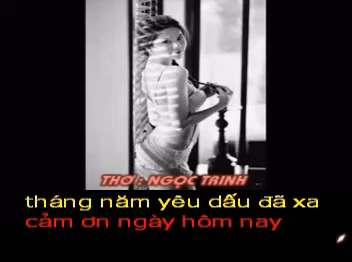 THƠ : NGỌC TRINH
tháng năm yêu dấu đã xa
cảm ơn ngày hôm nay